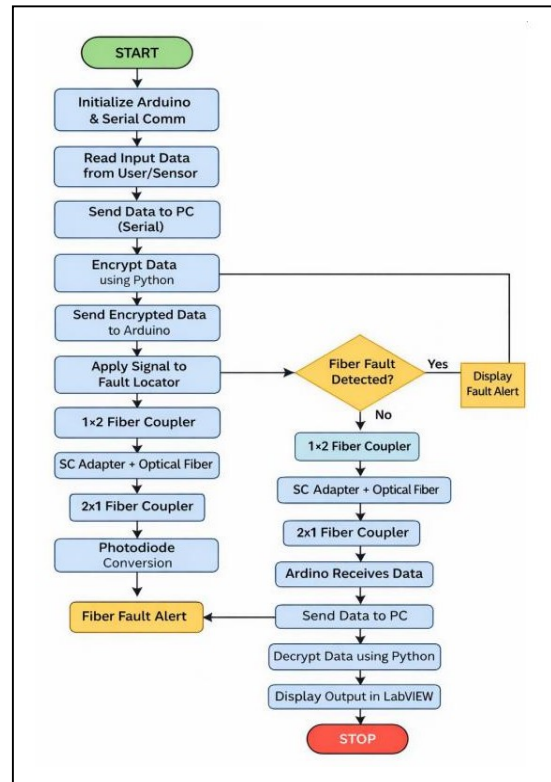 START
Initialize Arduino
& Serial Comm
Read Input Data
from User/Sensor
Send Data to PC
(Serial)
Encrypt Data
using Python
Send Encrypted Data
to Arduino
Apply Signal to
Fault Locator
1×2 Fiber Coupler
SC Adapter + Optical Fiber
2x1 Fiber Coupler
Photodiode
Conversion
Fiber Fault Alert
Fiber Fault
Detected?
Yes
Display
Fault Alert
No
1×2 Fiber Coupler
SC Adapter + Optical Fiber
2x1 Fiber Coupler
Ardino Receives Data
Send Data to PC
Decrypt Data using Python
Display Output in LabVIEW
STOP